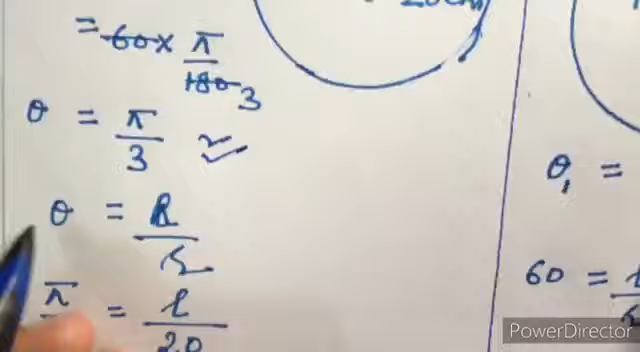 = 60 × π/180 3
θ = π/3
θ = l/r
π = l/20
θ₁ =
60 =
PowerDirector